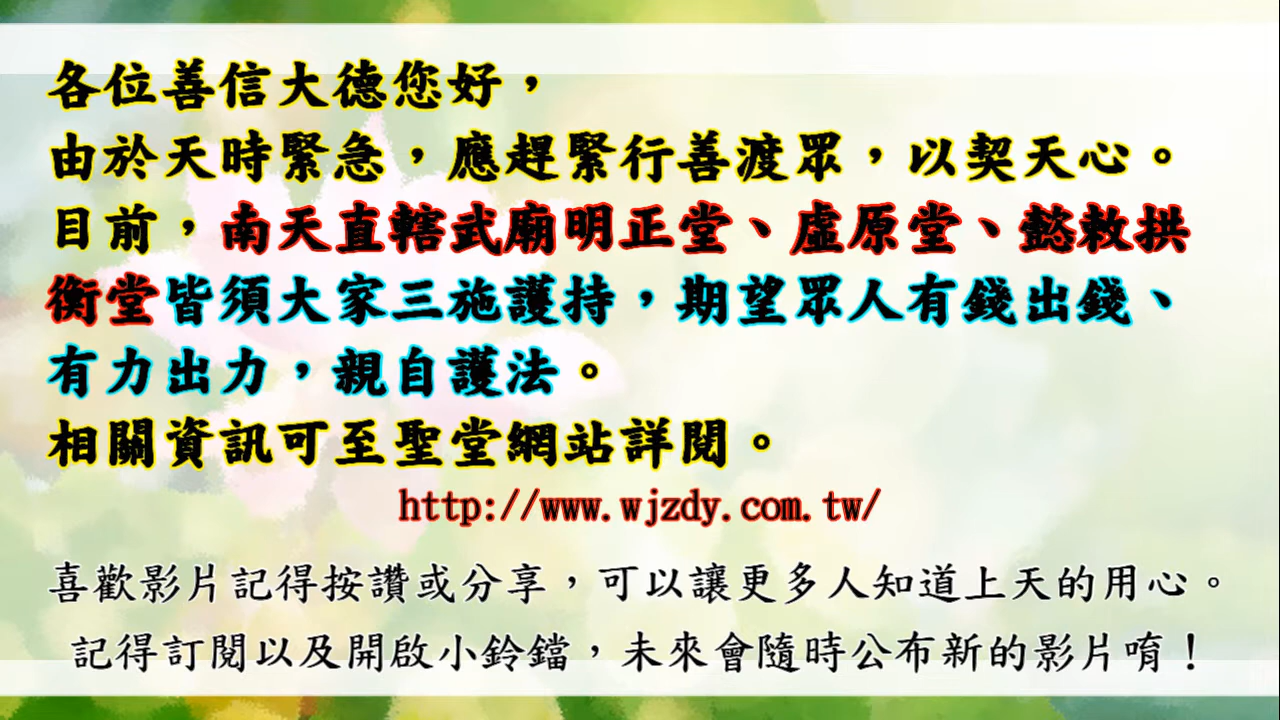 各位善信大德您好，
由於天時緊急，應趕緊行善渡眾，以契天心。
目前，南天直轄武廟明正堂、虛原堂、懿敕拱
衡堂皆須大家三施護持，期望眾人有錢出錢、
有力出力，親自護法。
相關資訊可至聖堂網站詳閱。
http://www.wjzdy.com.tw/
喜歡影片記得按讚或分享，可以讓更多人知道上天的用心。
記得訂閱以及開啟小鈴鐺，未來會隨時公布新的影片唷！